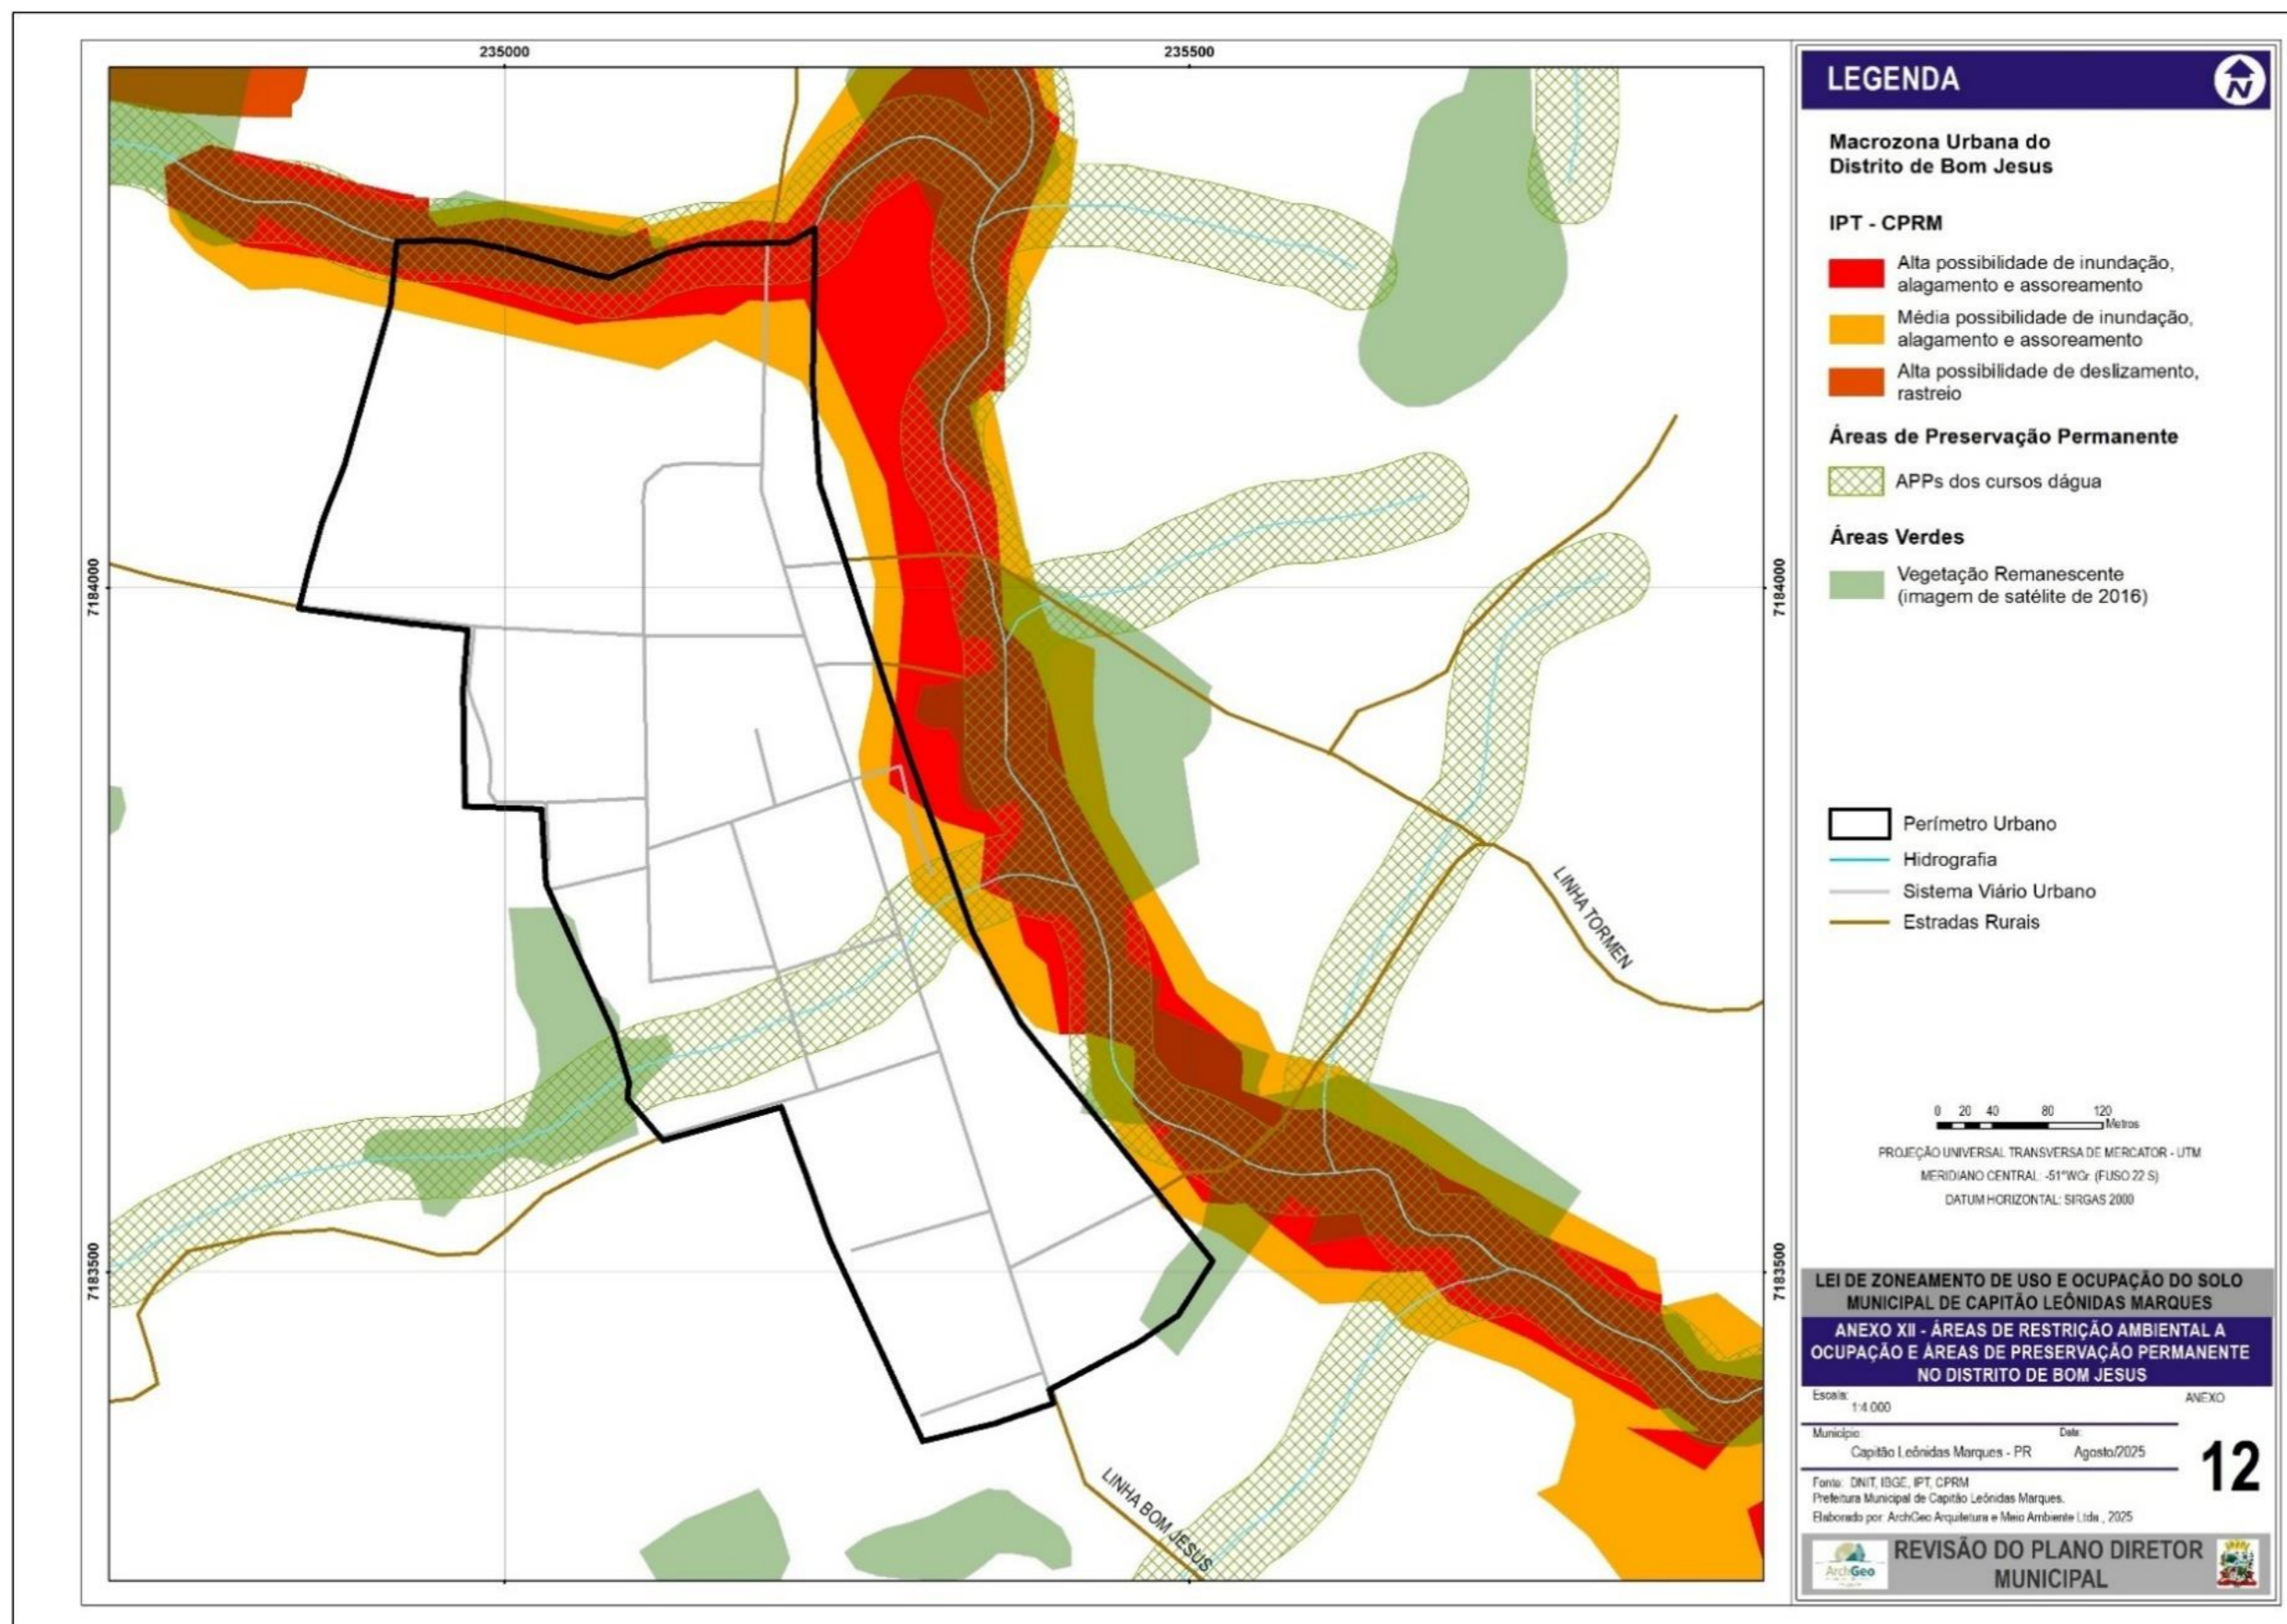 235000
235500
7184000
7184000
7183500
7183500
LINHA TORMEN
LINHA BOM JESUS
LEGENDA
N
Macrozona Urbana do
Distrito de Bom Jesus
IPT - CPRM
Alta possibilidade de inundação,
alagamento e assoreamento
Média possibilidade de inundação,
alagamento e assoreamento
Alta possibilidade de deslizamento,
rastreio
Áreas de Preservação Permanente
APPs dos cursos dágua
Áreas Verdes
Vegetação Remanescente
(imagem de satélite de 2016)
Perímetro Urbano
Hidrografia
Sistema Viário Urbano
Estradas Rurais
0 20 40 80 120
Metros
PROJEÇÃO UNIVERSAL TRANSVERSA DE MERCATOR - UTM
MERIDIANO CENTRAL: -51°WGr. (FUSO 22 S)
DATUM HORIZONTAL: SIRGAS 2000
LEI DE ZONEAMENTO DE USO E OCUPAÇÃO DO SOLO
MUNICIPAL DE CAPITÃO LEÔNIDAS MARQUES
ANEXO XII - ÁREAS DE RESTRIÇÃO AMBIENTAL A
OCUPAÇÃO E ÁREAS DE PRESERVAÇÃO PERMANENTE
NO DISTRITO DE BOM JESUS
Escala:
1:4.000
ANEXO
Município:
Capitão Leônidas Marques - PR
Data:
Agosto/2025
12
Fonte: DNIT, IBGE, IPT, CPRM
Prefeitura Municipal de Capitão Leônidas Marques.
Elaborado por: ArchGeo Arquitetura e Meio Ambiente Ltda., 2025
ArchGeo
REVISÃO DO PLANO DIRETOR
MUNICIPAL